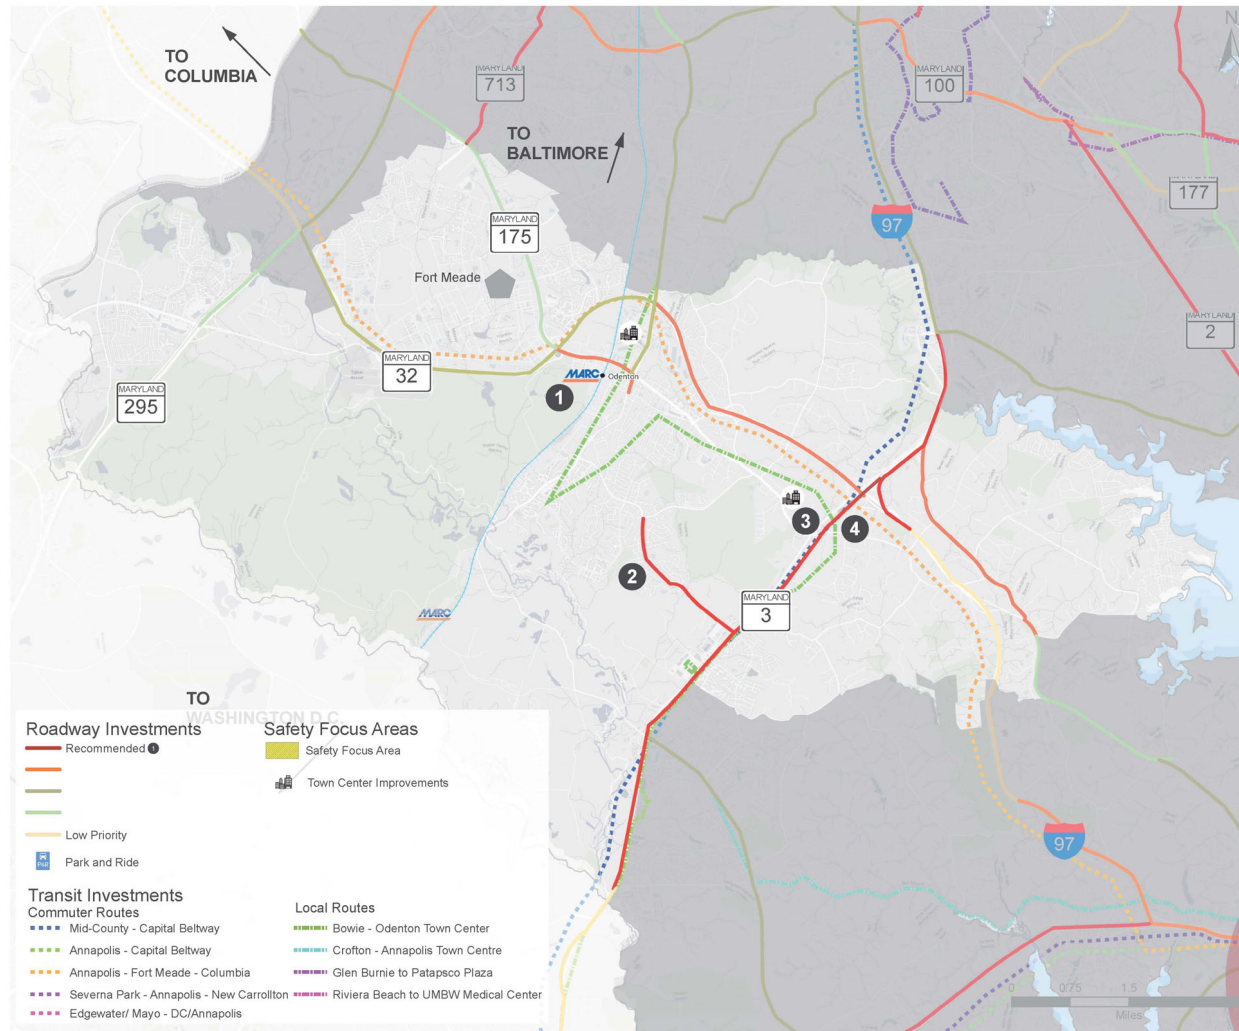 TO
COLUMBIA
MARYLAND
713
TO
BALTIMORE
MARYLAND
100
N
MARYLAND
177
97
MARYLAND
175
Fort Meade
MARYLAND
2
MARYLAND
32
MARC
Odenton
1
MARYLAND
295
3
4
2
MARYLAND
3
MARC
TO
WASHINGTON D.C.
97
Roadway Investments
Recommended 1
Low Priority
P&R
Park and Ride
Safety Focus Areas
Safety Focus Area
Town Center Improvements
Transit Investments
Commuter Routes
Mid-County - Capital Beltway
Annapolis - Capital Beltway
Annapolis - Fort Meade - Columbia
Severna Park - Annapolis - New Carrollton
Edgewater/ Mayo - DC/Annapolis
Local Routes
Bowie - Odenton Town Center
Crofton - Annapolis Town Centre
Glen Burnie to Patapsco Plaza
Riviera Beach to UMBW Medical Center
0 0.75 1.5
Miles